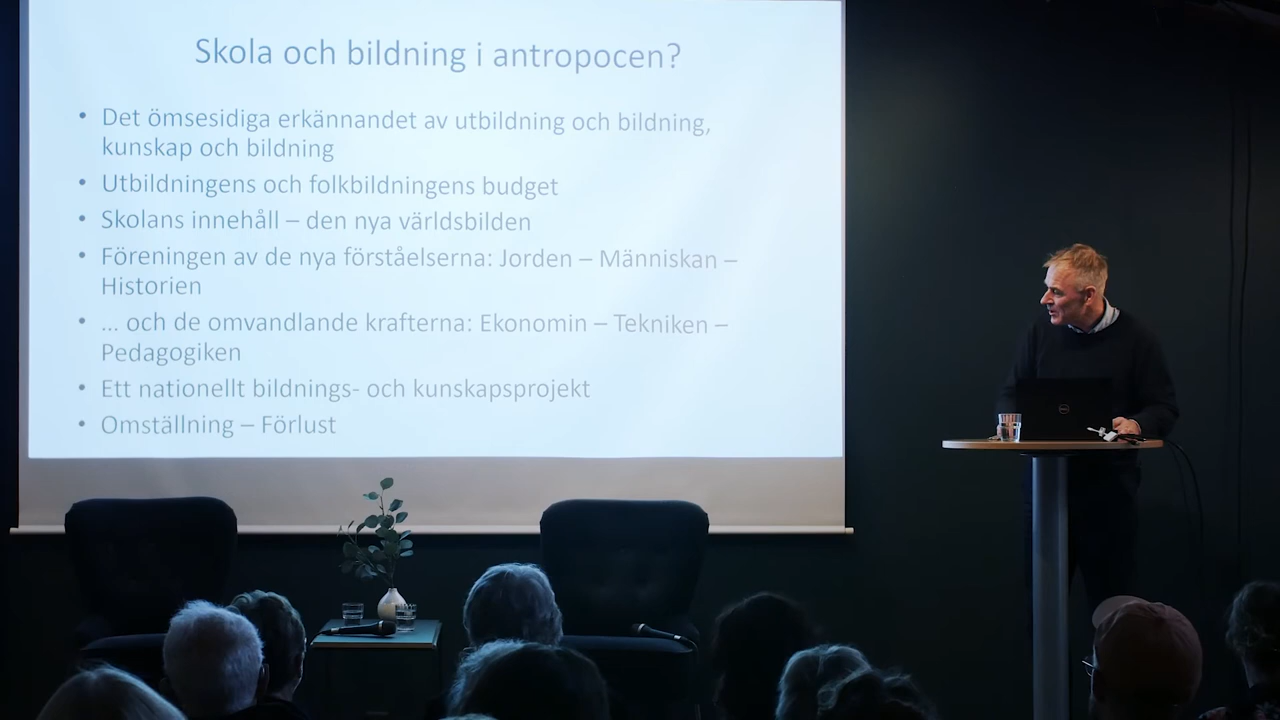 Skola och bildning i antropocen?
• Det ömsesidiga erkännandet av utbildning och bildning,
kunskap och bildning
• Utbildningens och folkbildningens budget
• Skolans innehåll – den nya världsbilden
• Föreningen av de nya förståelserna: Jorden – Människan –
Historien
• ... och de omvandlande krafterna: Ekonomin – Tekniken –
Pedagogiken
• Ett nationellt bildnings- och kunskapsprojekt
• Omställning – Förlust
DELL